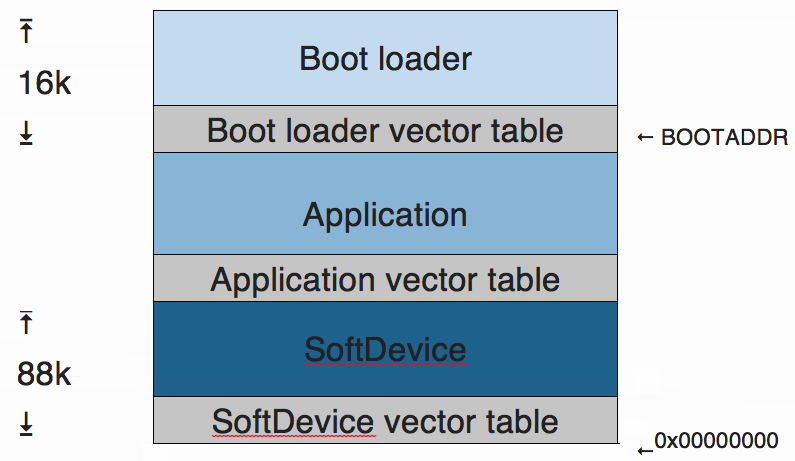 16k
Boot loader
Boot loader vector table
← BOOTADDR
Application
Application vector table
88k
SoftDevice
SoftDevice vector table
←0x00000000